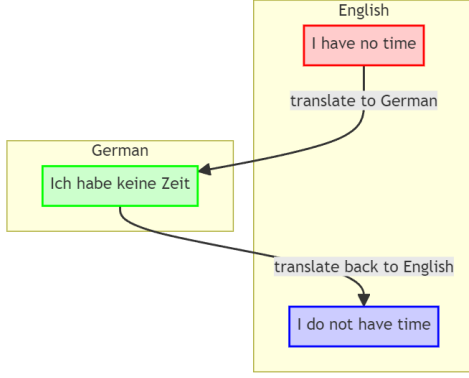 English
I have no time
translate to German
German
Ich habe keine Zeit
translate back to English
I do not have time